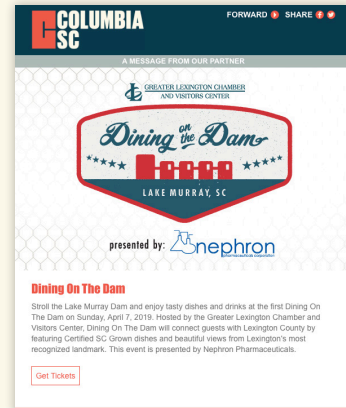 COLUMBIA
SC
FORWARD SHARE
A MESSAGE FROM OUR PARTNER
GREATER LEXINGTON CHAMBER
AND VISITORS CENTER
Dining on the Dam
LAKE MURRAY, SC
presented by: nephron
pharmaceuticals corporation
Dining On The Dam
Stroll the Lake Murray Dam and enjoy tasty dishes and drinks at the first Dining On
The Dam on Sunday, April 7, 2019. Hosted by the Greater Lexington Chamber and
Visitors Center, Dining On The Dam will connect guests with Lexington County by
featuring Certified SC Grown dishes and beautiful views from Lexington's most
recognized landmark. This event is presented by Nephron Pharmaceuticals.
Get Tickets